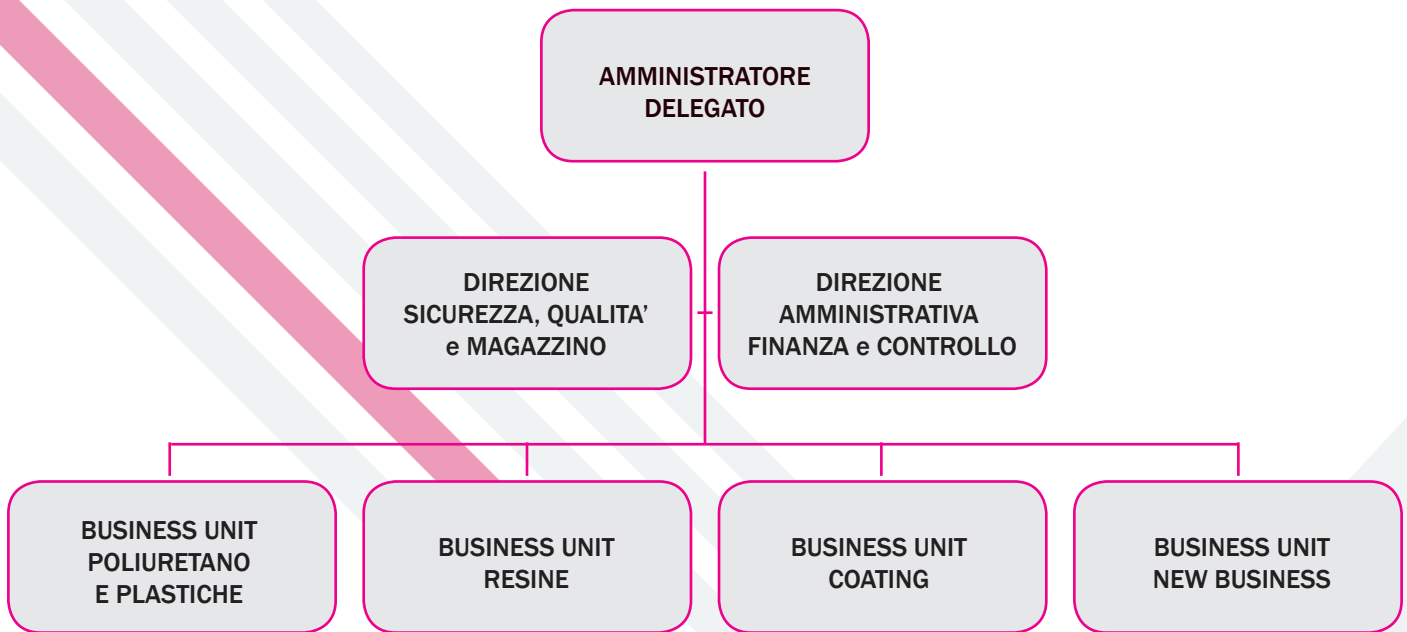 AMMINISTRATORE
DELEGATO
DIREZIONE
SICUREZZA, QUALITA’
e MAGAZZINO
DIREZIONE
AMMINISTRATIVA
FINANZA e CONTROLLO
BUSINESS UNIT
POLIURETANO
E PLASTICHE
BUSINESS UNIT
RESINE
BUSINESS UNIT
COATING
BUSINESS UNIT
NEW BUSINESS